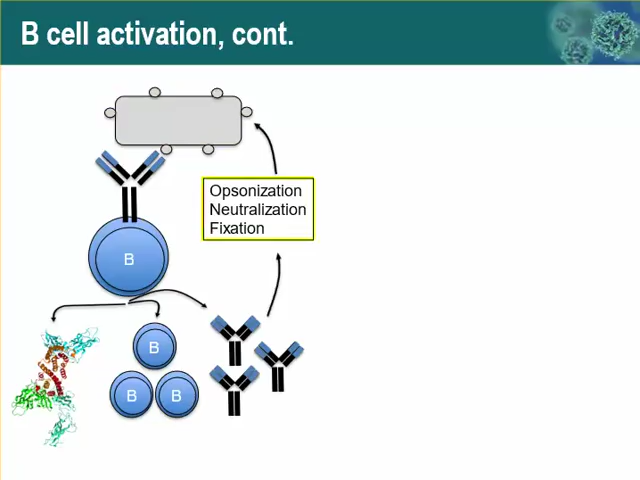 B cell activation, cont.
Opsonization
Neutralization
Fixation
B
B
B
B